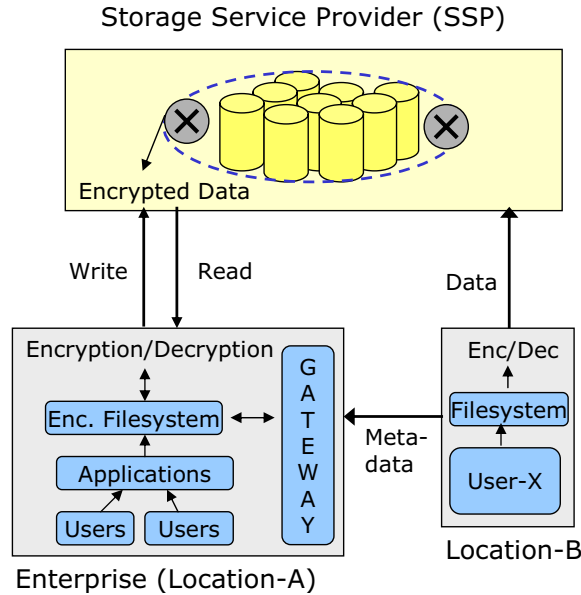 Storage Service Provider (SSP)
Encrypted Data
Write
Read
Data
Encryption/Decryption
Enc. Filesystem
Applications
Users
Users
G
A
T
E
W
A
Y
Meta-
data
Enc/Dec
Filesystem
User-X
Location-B
Enterprise (Location-A)